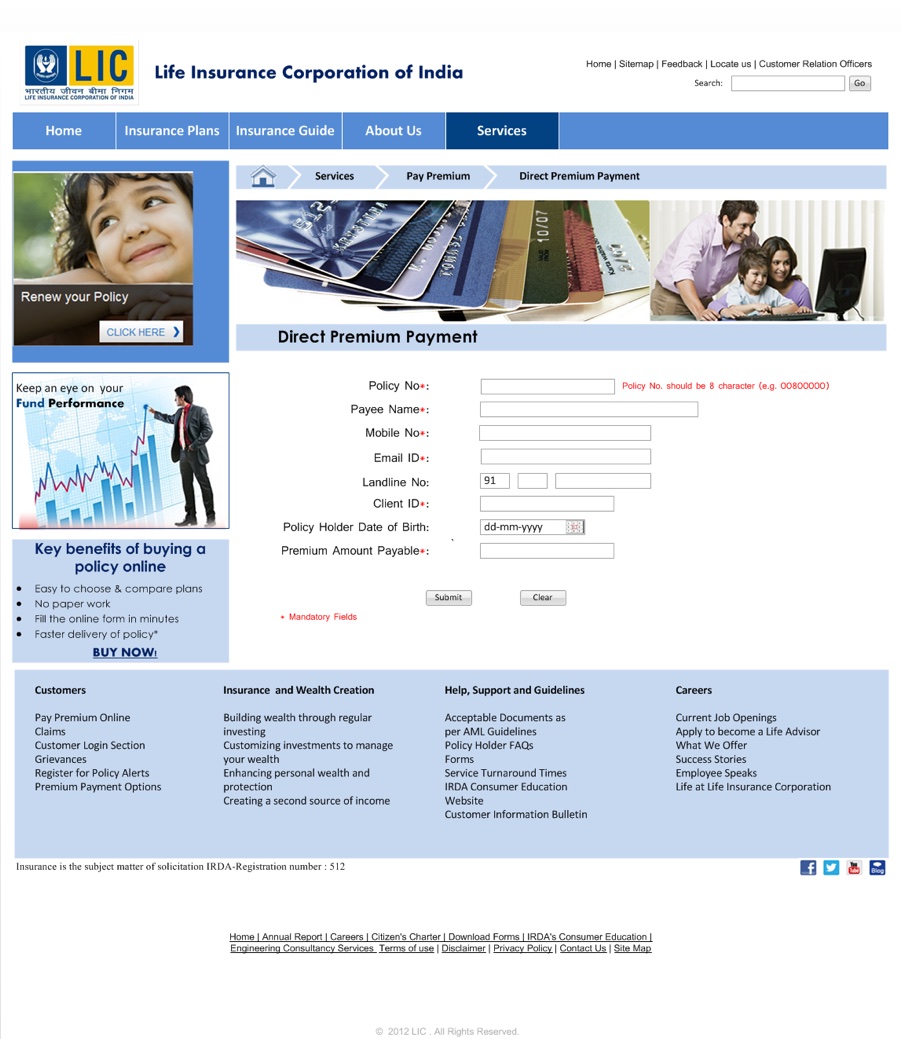 LIC
भारतीय जीवन बीमा निगम
LIFE INSURANCE CORPORATION OF INDIA
Life Insurance Corporation of India
Home | Sitemap | Feedback | Locate us | Customer Relation Officers
Search:
Go
Home
Insurance Plans
Insurance Guide
About Us
Services
Services
Pay Premium
Direct Premium Payment
10/07
Renew your Policy
CLICK HERE ❯
Direct Premium Payment
Keep an eye on your
Fund Performance
Policy No*:
Policy No. should be 8 character (e.g. 00800000)
Payee Name*:
Mobile No*:
Email ID*:
Landline No:
91
Client ID*:
Policy Holder Date of Birth:
dd-mm-yyyy
Premium Amount Payable*:
Submit
Clear
* Mandatory Fields
Key benefits of buying a
policy online
• Easy to choose & compare plans
• No paper work
• Fill the online form in minutes
• Faster delivery of policy*
BUY NOW!
Customers
Pay Premium Online
Claims
Customer Login Section
Grievances
Register for Policy Alerts
Premium Payment Options
Insurance and Wealth Creation
Building wealth through regular
investing
Customizing investments to manage
your wealth
Enhancing personal wealth and
protection
Creating a second source of income
Help, Support and Guidelines
Acceptable Documents as
per AML Guidelines
Policy Holder FAQs
Forms
Service Turnaround Times
IRDA Consumer Education
Website
Customer Information Bulletin
Careers
Current Job Openings
Apply to become a Life Advisor
What We Offer
Success Stories
Employee Speaks
Life at Life Insurance Corporation
Insurance is the subject matter of solicitation IRDA-Registration number : 512
You Tube
Blog
Home | Annual Report | Careers | Citizen's Charter | Download Forms | IRDA's Consumer Education |
Engineering Consultancy Services Terms of use | Disclaimer | Privacy Policy | Contact Us | Site Map
© 2012 LIC . All Rights Reserved.